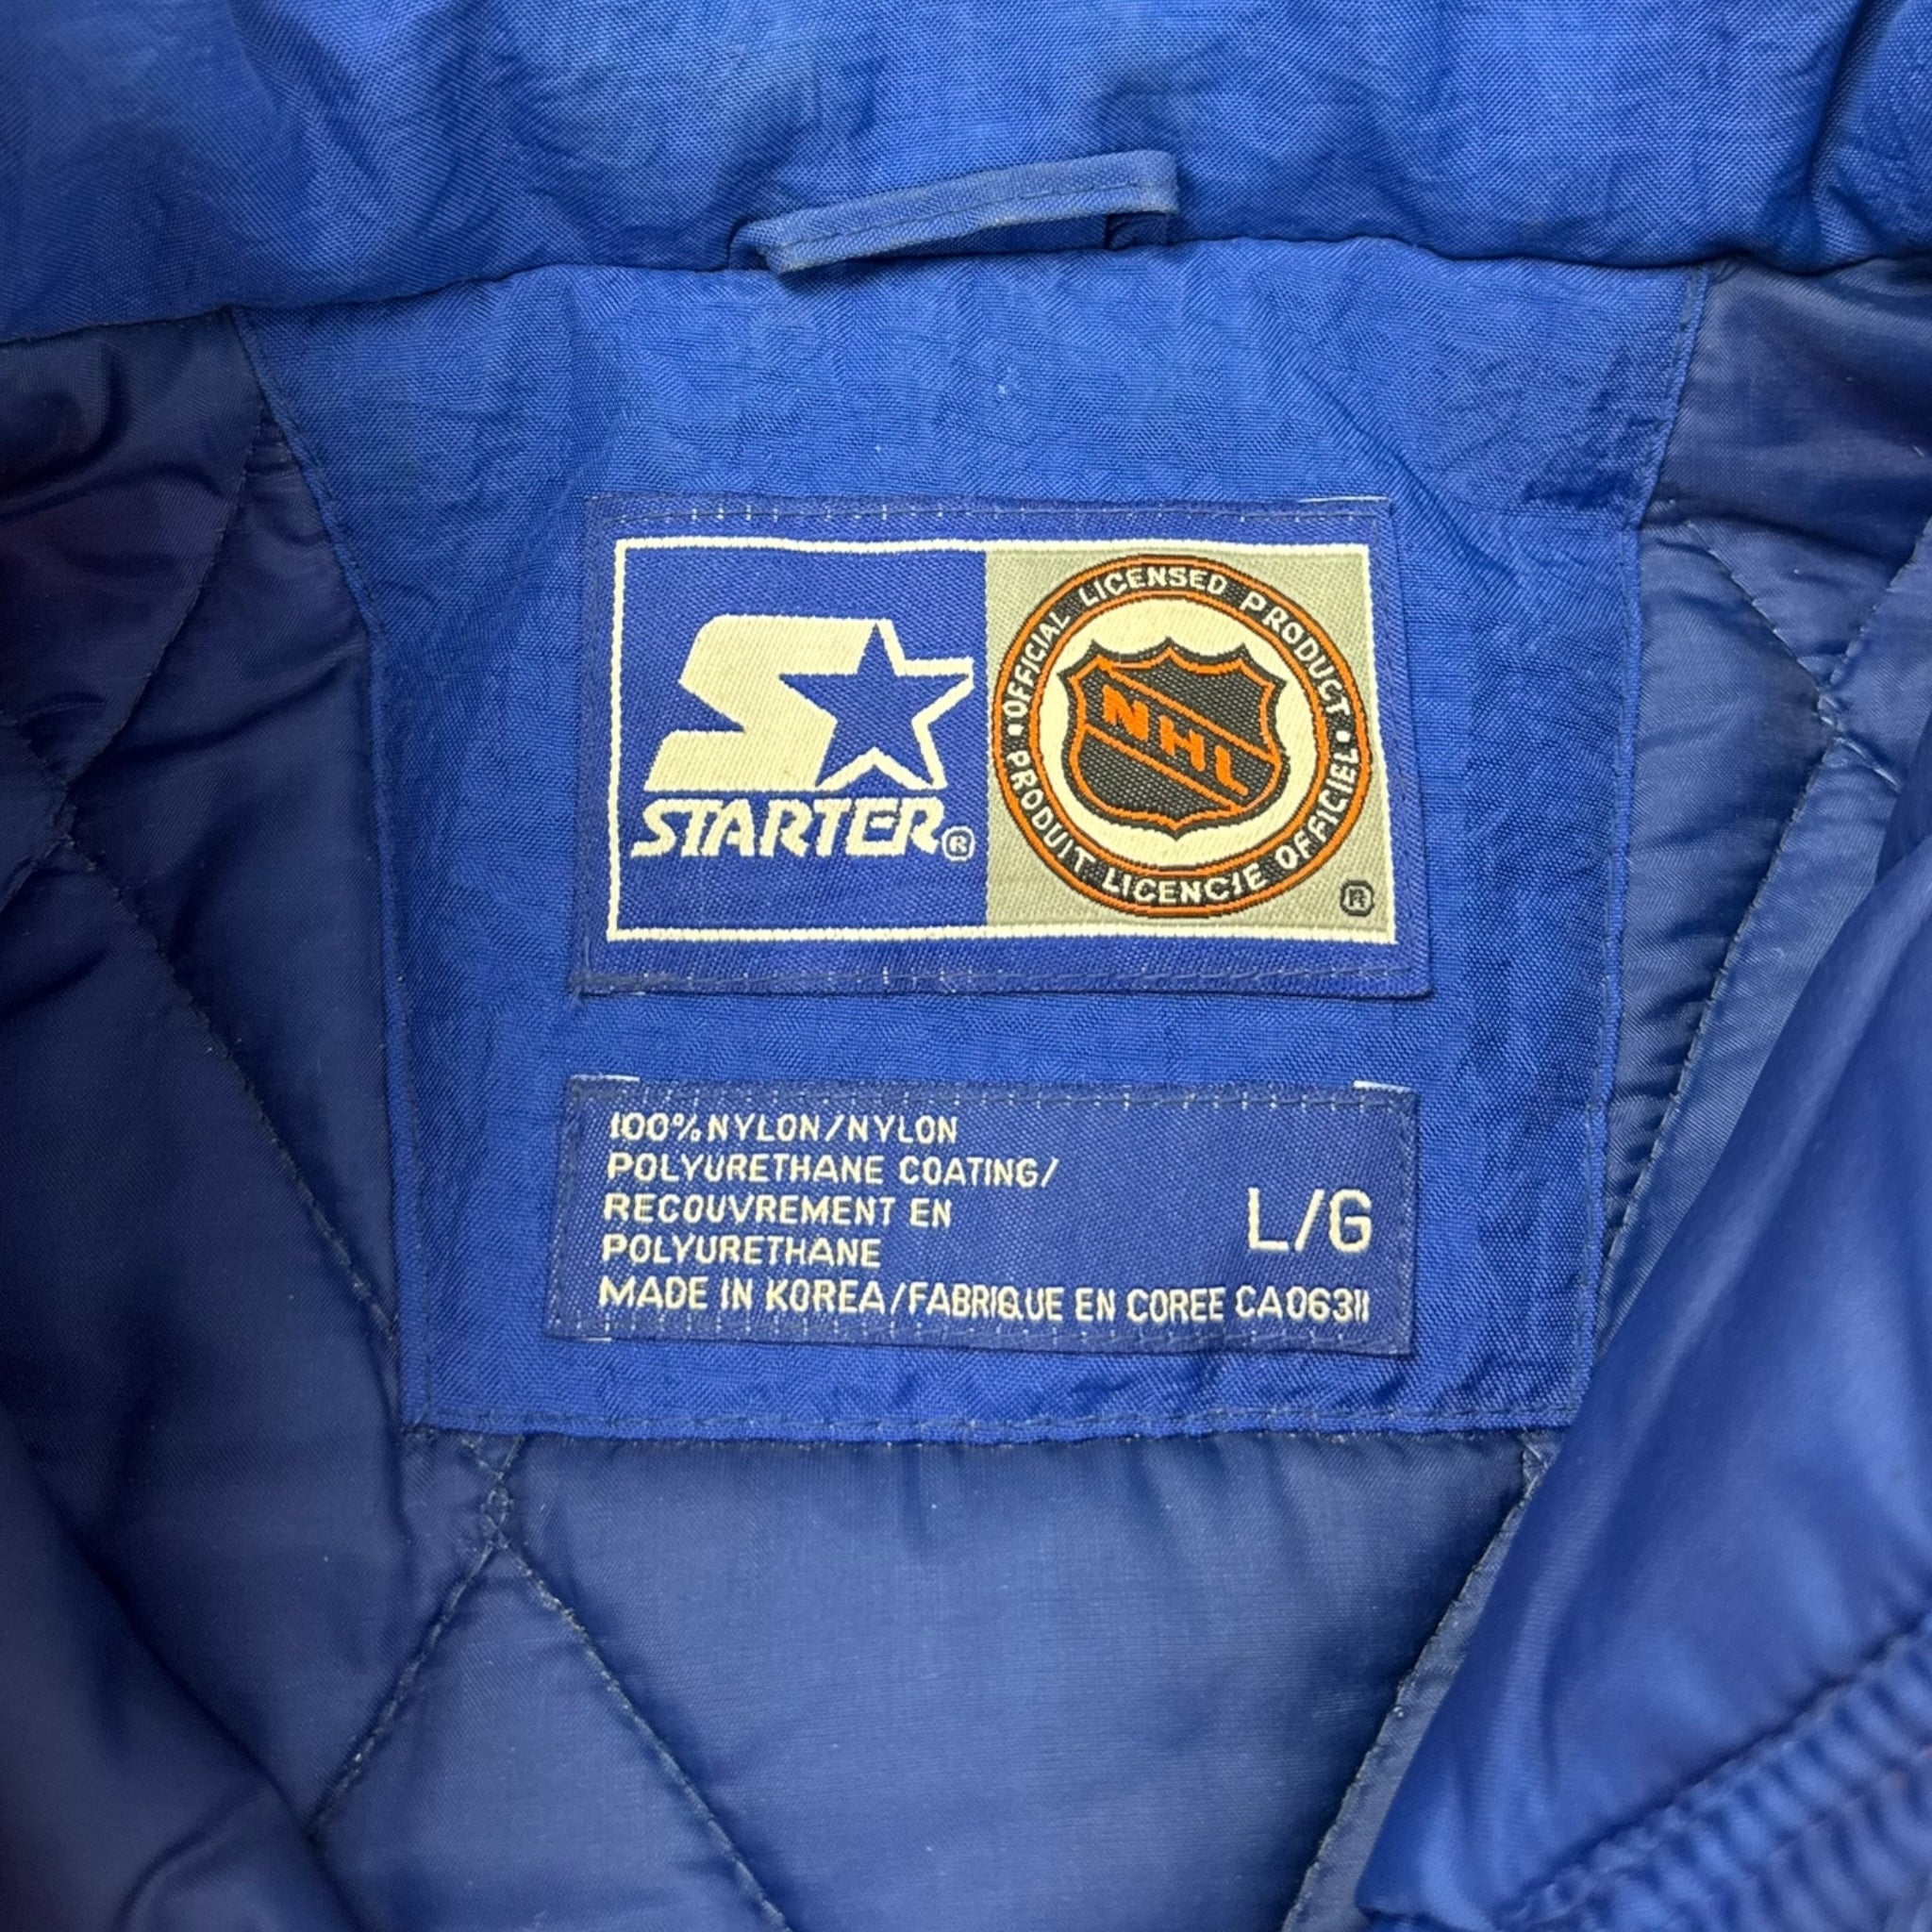 STARTER®
OFFICIAL LICENSED PRODUCT
NHL
PRODUIT LICENCIE OFFICIEL
®
100% NYLON/NYLON
POLYURETHANE COATING/
RECOUVREMENT EN
POLYURETHANE
L/G
MADE IN KOREA/FABRIQUE EN COREE CA06311